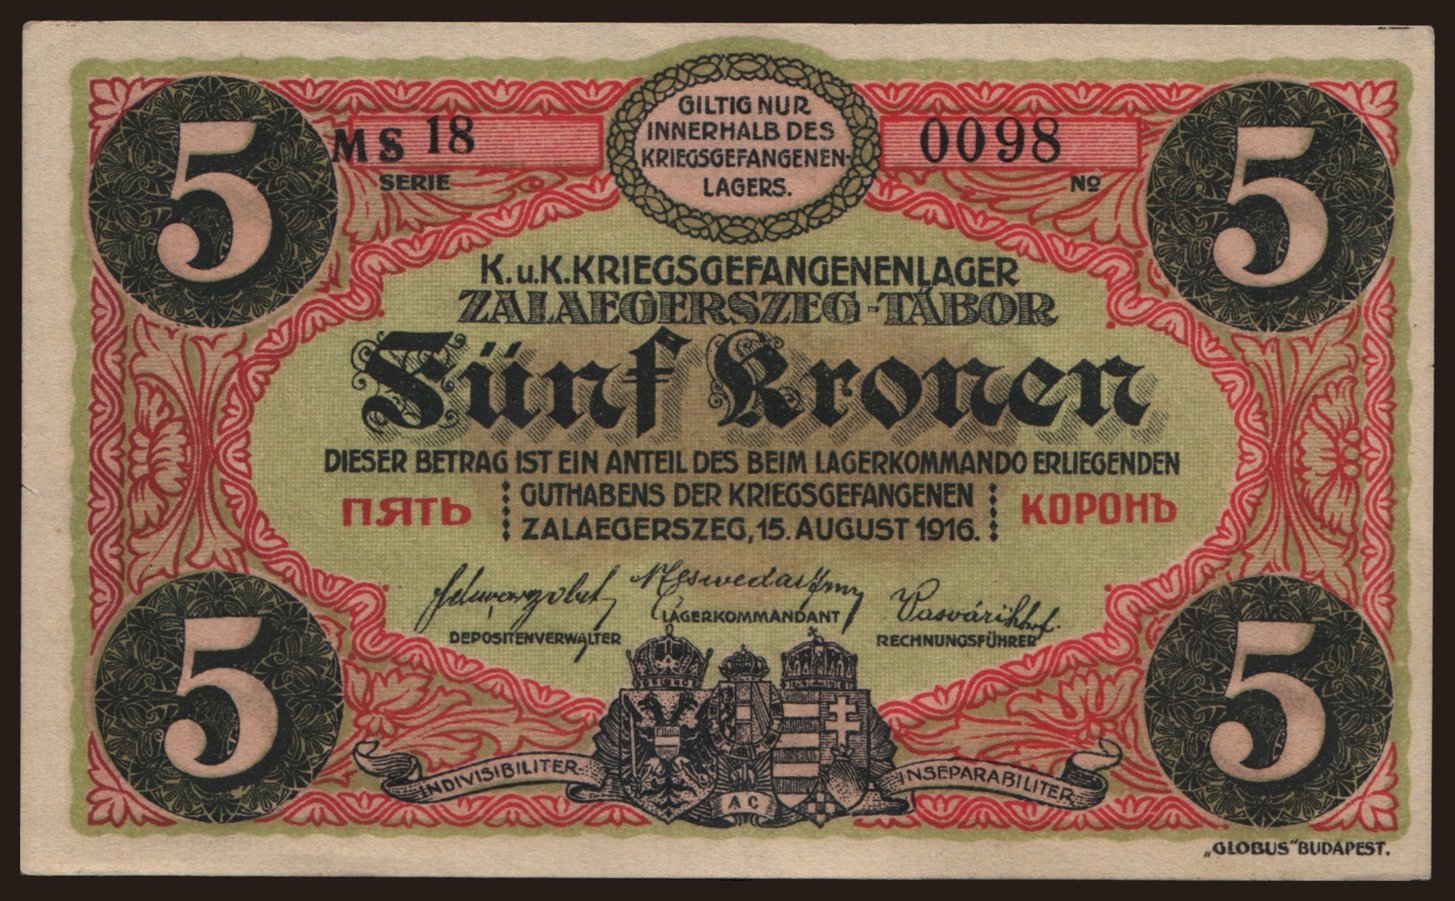 5
5
MS 18
SERIE
GILTIG NUR
INNERHALB DES
KRIEGSGEFANGENEN-
LAGERS.
0098
Nº
K.u.K. KRIEGSGEFANGENENLAGER
ZALAEGERSZEG-TÁBOR
Fünf Kronen
DIESER BETRAG IST EIN ANTEIL DES BEIM LAGERKOMMANDO ERLIEGENDEN
GUTHABENS DER KRIEGSGEFANGENEN
ZALAEGERSZEG, 15. AUGUST 1916.
ПЯТЬ
КОРОНЪ
DEPOSITENVERWALTER
LAGERKOMMANDANT
RECHNUNGSFÜHRER
5
5
INDIVISIBILITER
AC
INSEPARABILITER
„GLOBUS“ BUDAPEST.